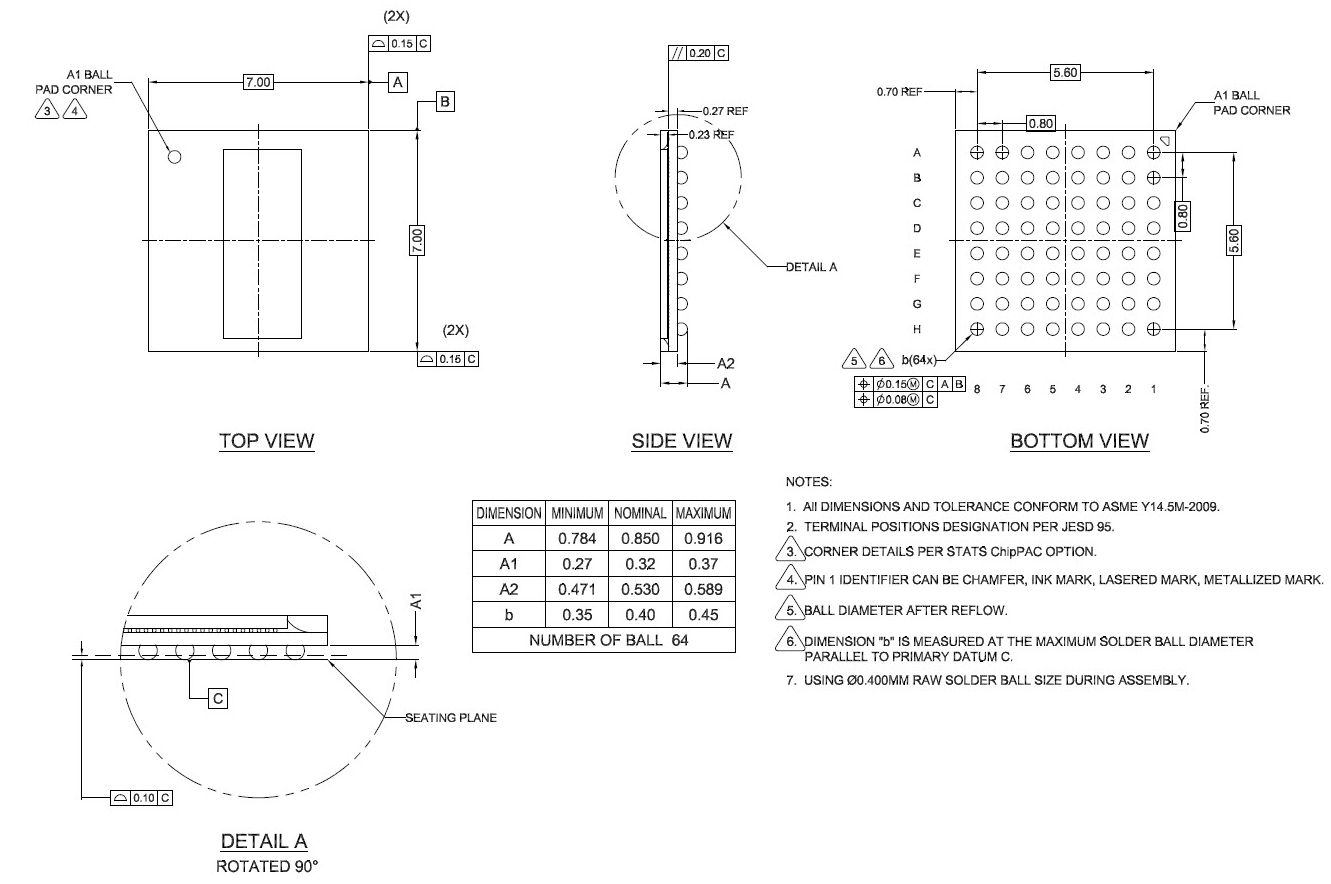 (2X)
0.15 C
A1 BALL
PAD CORNER
3 4
7.00
A
B
7.00
(2X)
0.15 C
TOP VIEW
// 0.20 C
0.27 REF
0.23 REF
DETAIL A
A2
A
SIDE VIEW
5.60
0.70 REF
A1 BALL
PAD CORNER
0.80
A
B
C
D
E
F
G
H
0.80
5.60
5 6 b(64x)
⌖ Ø0.15Ⓜ C A B
⌖ Ø0.08Ⓜ C
8 7 6 5 4 3 2 1
0.70 REF.
BOTTOM VIEW
A1
C
SEATING PLANE
0.10 C
DETAIL A
ROTATED 90°
DIMENSION MINIMUM NOMINAL MAXIMUM
A 0.784 0.850 0.916
A1 0.27 0.32 0.37
A2 0.471 0.530 0.589
b 0.35 0.40 0.45
NUMBER OF BALL 64
NOTES:
1. All DIMENSIONS AND TOLERANCE CONFORM TO ASME Y14.5M-2009.
2. TERMINAL POSITIONS DESIGNATION PER JESD 95.
3. CORNER DETAILS PER STATS ChipPAC OPTION.
4. PIN 1 IDENTIFIER CAN BE CHAMFER, INK MARK, LASERED MARK, METALLIZED MARK.
5. BALL DIAMETER AFTER REFLOW.
6. DIMENSION "b" IS MEASURED AT THE MAXIMUM SOLDER BALL DIAMETER
PARALLEL TO PRIMARY DATUM C.
7. USING Ø0.400MM RAW SOLDER BALL SIZE DURING ASSEMBLY.